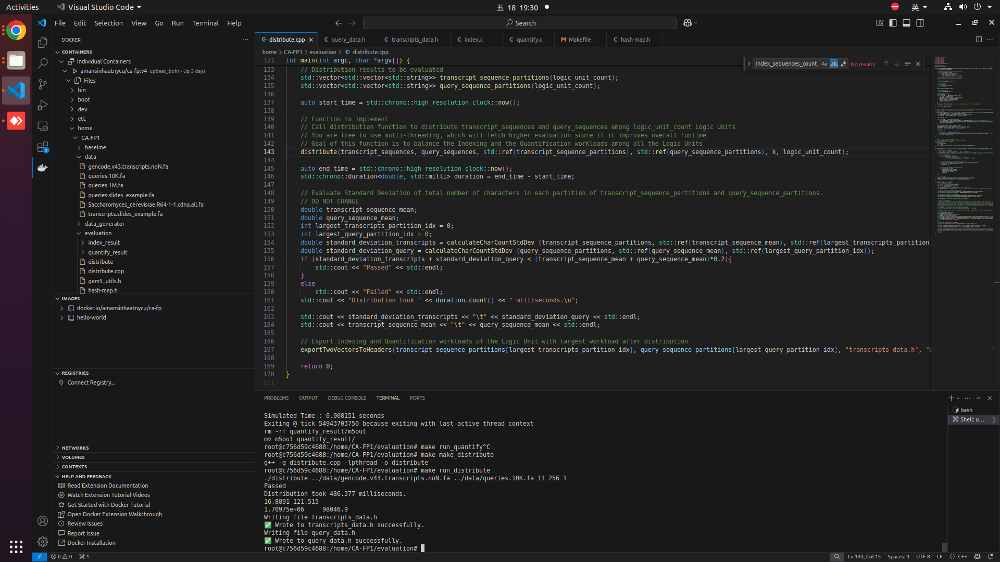 Activities
Visual Studio Code
五 18 19:30
英
File Edit Selection View Go Run Terminal Help
Search
DOCKER
CONTAINERS
Individual Containers
amansinhaatnycu/ca-fp:v4 upbeat_bohr - Up 3 days
Files
bin
boot
dev
etc
home
CA-FP1
baseline
data
gencode.v43.transcripts.noN.fa
queries.10K.fa
queries.1M.fa
queries.slides_example.fa
Saccharomyces_cerevisiae.R64-1-1.cdna.all.fa
transcripts.slides_example.fa
data_generator
evaluation
index_result
quantify_result
distribute
distribute.cpp
gem5_utils.h
hash-map.h
IMAGES
docker.io/amansinhaatnycu/ca-fp
hello-world
REGISTRIES
Connect Registry...
NETWORKS
VOLUMES
CONTEXTS
HELP AND FEEDBACK
Read Extension Documentation
Watch Extension Tutorial Videos
Get Started with Docker Tutorial
Open Docker Extension Walkthrough
Review Issues
Report Issue
Docker Installation
distribute.cpp
query_data.h
transcripts_data.h
index.c
quantify.c
Makefile
hash-map.h
home > CA-FP1 > evaluation > distribute.cpp
index_sequences_count Aa ab .* No results
121 int main(int argc, char *argv[]) {
133 // Distribution results to be evaluated
134 std::vector<std::vector<std::string>> transcript_sequence_partitions(logic_unit_count);
135 std::vector<std::vector<std::string>> query_sequence_partitions(logic_unit_count);
136
137 auto start_time = std::chrono::high_resolution_clock::now();
138
139 // Function to implement
140 // Call distribution function to distribute transcript_sequences and query_sequences among logic_unit_count Logic Units
141 // You are free to use multi-threading, which will fetch higher evaluation score if it improves overall runtime
142 // Goal of this function is to balance the Indexing and the Quantification workloads among all the Logic Units
143 distribute(transcript_sequences, query_sequences, std::ref(transcript_sequence_partitions), std::ref(query_sequence_partitions), k, logic_unit_count);
144
145 auto end_time = std::chrono::high_resolution_clock::now();
146 std::chrono::duration<double, std::milli> duration = end_time - start_time;
147
148 // Evaluate Standard Deviation of total number of characters in each partition of transcript_sequence_partitions and query_sequence_partitions.
149 // DO NOT CHANGE
150 double transcript_sequence_mean;
151 double query_sequence_mean;
152 int largest_transcripts_partition_idx = 0;
153 int largest_query_partition_idx = 0;
154 double standard_deviation_transcripts = calculateCharCountStdDev (transcript_sequence_partitions, std::ref(transcript_sequence_mean), std::ref(largest_transcripts_partition_
155 double standard_deviation_query = calculateCharCountStdDev (query_sequence_partitions, std::ref(query_sequence_mean), std::ref(largest_query_partition_idx));
156 if (standard_deviation_transcripts + standard_deviation_query < (transcript_sequence_mean + query_sequence_mean)*0.2){
157 std::cout << "Passed" << std::endl;
158 }
159 else
160 std::cout << "Failed" << std::endl;
161 std::cout << "Distribution took " << duration.count() << " milliseconds.\n";
162
163 std::cout << standard_deviation_transcripts << "\t" << standard_deviation_query << std::endl;
164 std::cout << transcript_sequence_mean << "\t" << query_sequence_mean << std::endl;
165
166 // Export Indexing and Quantification workloads of the Logic Unit with largest workload after distribution
167 exportTwoVectorsToHeaders(transcript_sequence_partitions[largest_transcripts_partition_idx], query_sequence_partitions[largest_query_partition_idx], "transcripts_data.h", "
168
169 return 0;
170 }
171
PROBLEMS OUTPUT DEBUG CONSOLE TERMINAL PORTS
bash
Shell: u...
Simulated Time : 0.008151 seconds
Exiting @ tick 54943703750 because exiting with last active thread context
rm -rf quantify_result/m5out
mv m5out quantify_result/
root@c756d59c4688:/home/CA-FP1/evaluation# make run_quantify^C
root@c756d59c4688:/home/CA-FP1/evaluation# make make_distribute
g++ -g distribute.cpp -lpthread -o distribute
root@c756d59c4688:/home/CA-FP1/evaluation# make run_distribute
./distribute ../data/gencode.v43.transcripts.noN.fa ../data/queries.10K.fa 11 256 1
Passed
Distribution took 486.377 milliseconds.
16.8891 121.515
1.70975e+06 98046.9
Writing file transcripts_data.h
✅ Wrote to transcripts_data.h successfully.
Writing file query_data.h
✅ Wrote to query_data.h successfully.
root@c756d59c4688:/home/CA-FP1/evaluation#
0 0 1
Ln 143, Col 15 Spaces: 4 UTF-8 LF {} C++
2